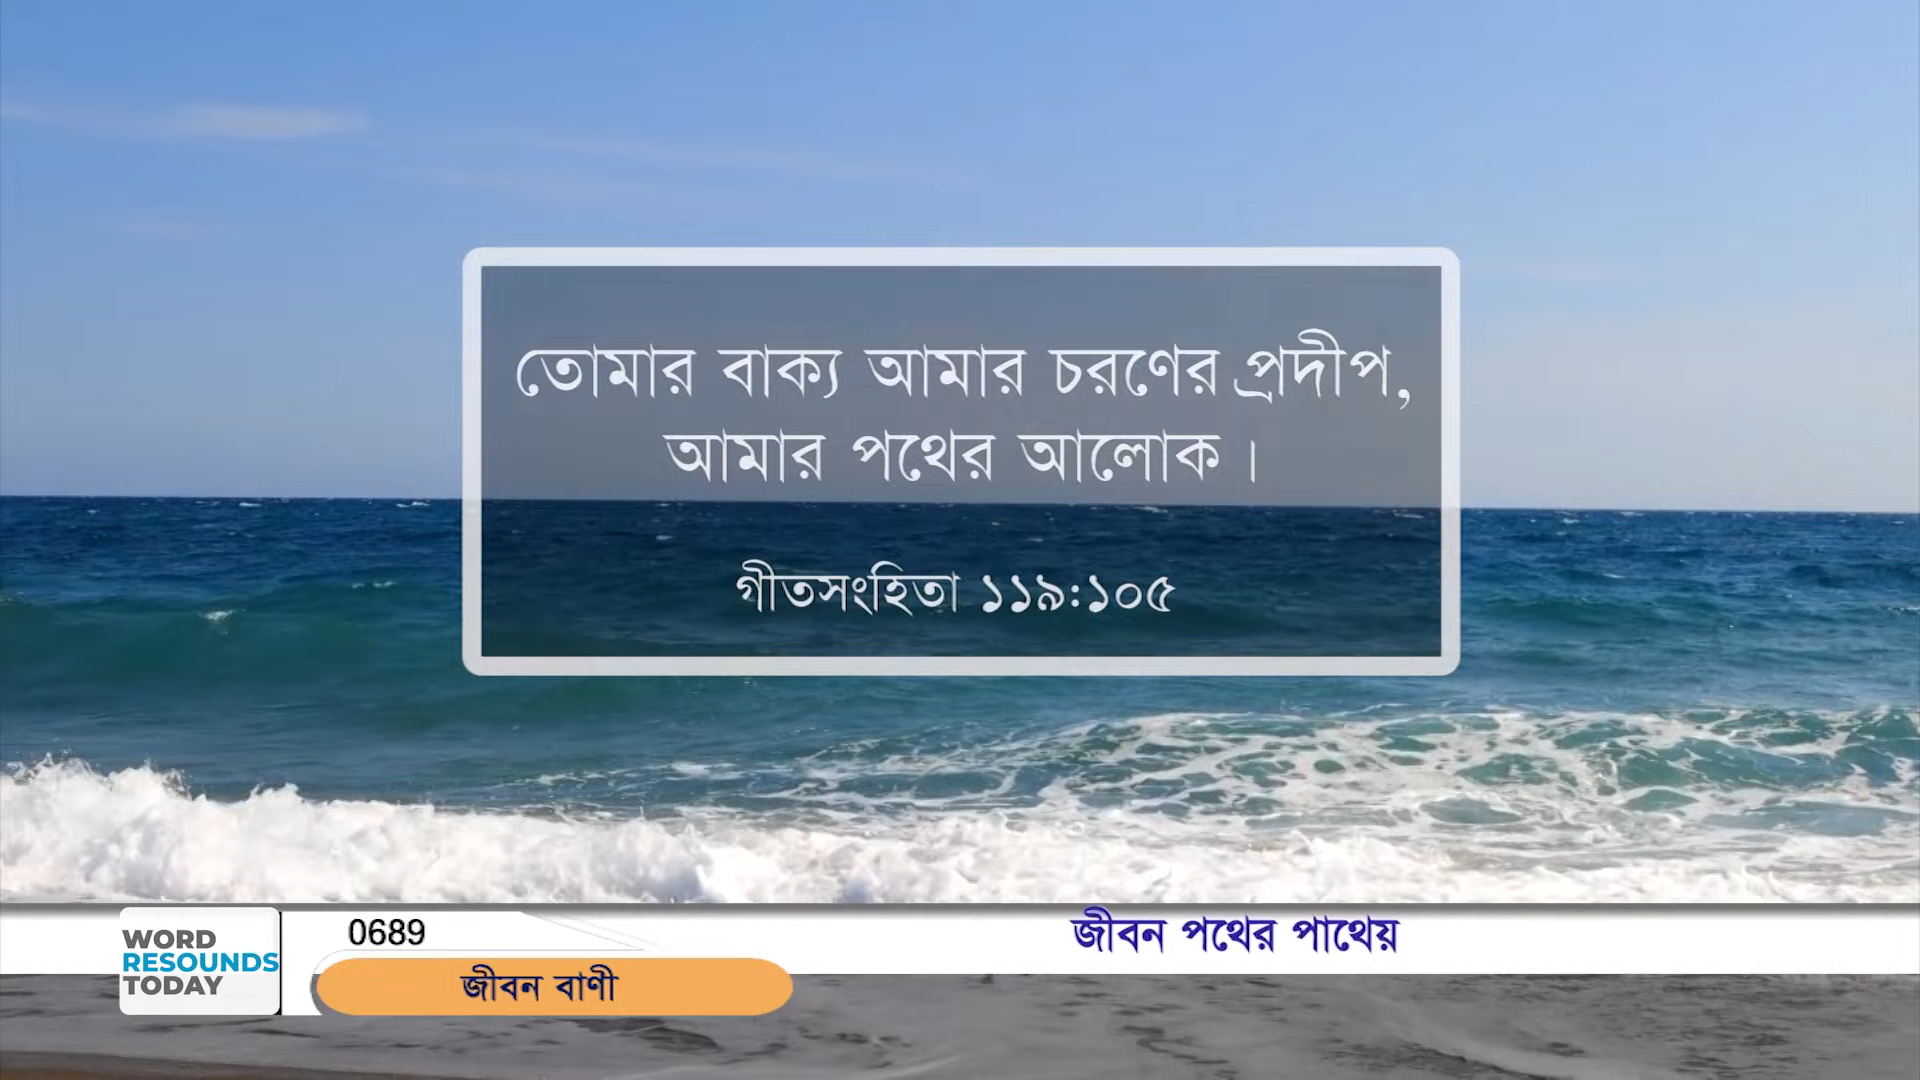 তোমার বাক্য আমার চরণের প্রদীপ,
আমার পথের আলোক।
গীতসংহিতা ১১৯:১০৫
WORD
RESOUNDS
TODAY
0689
জীবন বাণী
জীবন পথের পাথেয়